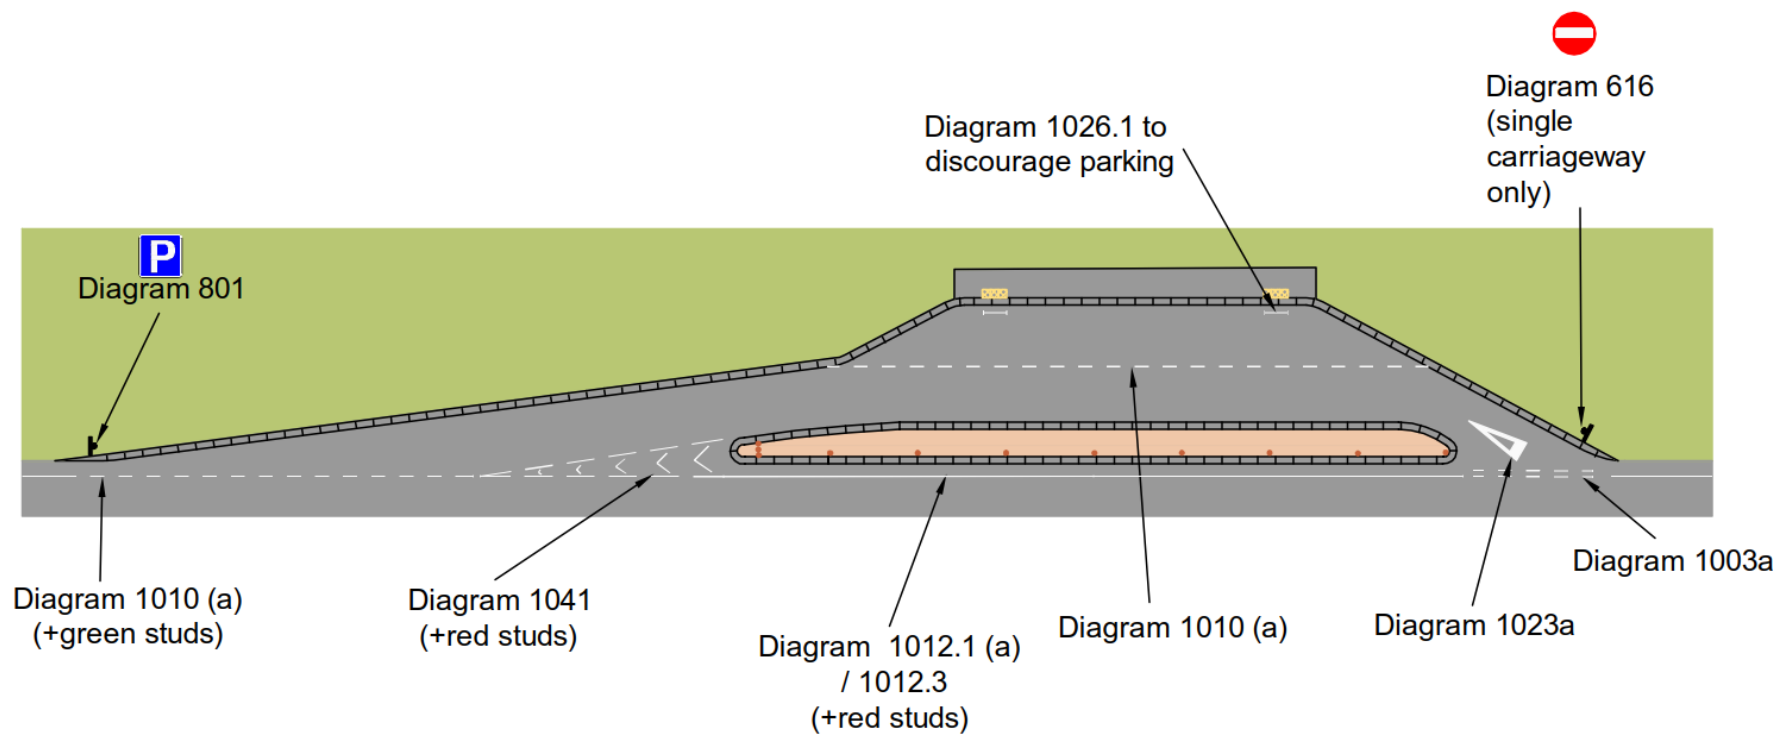 Diagram 616
(single
carriageway
only)
Diagram 1026.1 to
discourage parking
P
Diagram 801
Diagram 1010 (a)
(+green studs)
Diagram 1041
(+red studs)
Diagram 1012.1 (a)
/ 1012.3
(+red studs)
Diagram 1010 (a)
Diagram 1023a
Diagram 1003a